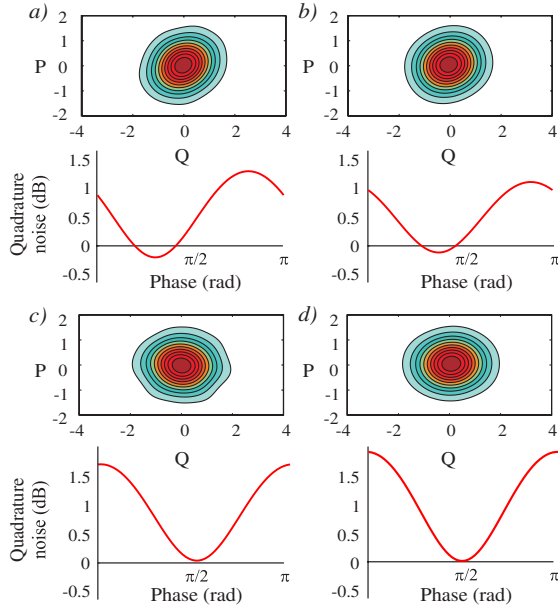 a)
2
1
P 0
-1
-2
-4 -2 0 2 4
Q
b)
2
1
P 0
-1
-2
-4 -2 0 2 4
Q
Quadrature
noise (dB)
1.5
1
0.5
0
-0.5
π/2 π
Phase (rad)
1.5
1
0.5
0
-0.5
π/2 π
Phase (rad)
c)
2
1
P 0
-1
-2
-4 -2 0 2 4
Q
d)
2
1
P 0
-1
-2
-4 -2 0 2 4
Q
Quadrature
noise (dB)
1.5
1
0.5
0
-0.5
π/2 π
Phase (rad)
1.5
1
0.5
0
-0.5
π/2 π
Phase (rad)